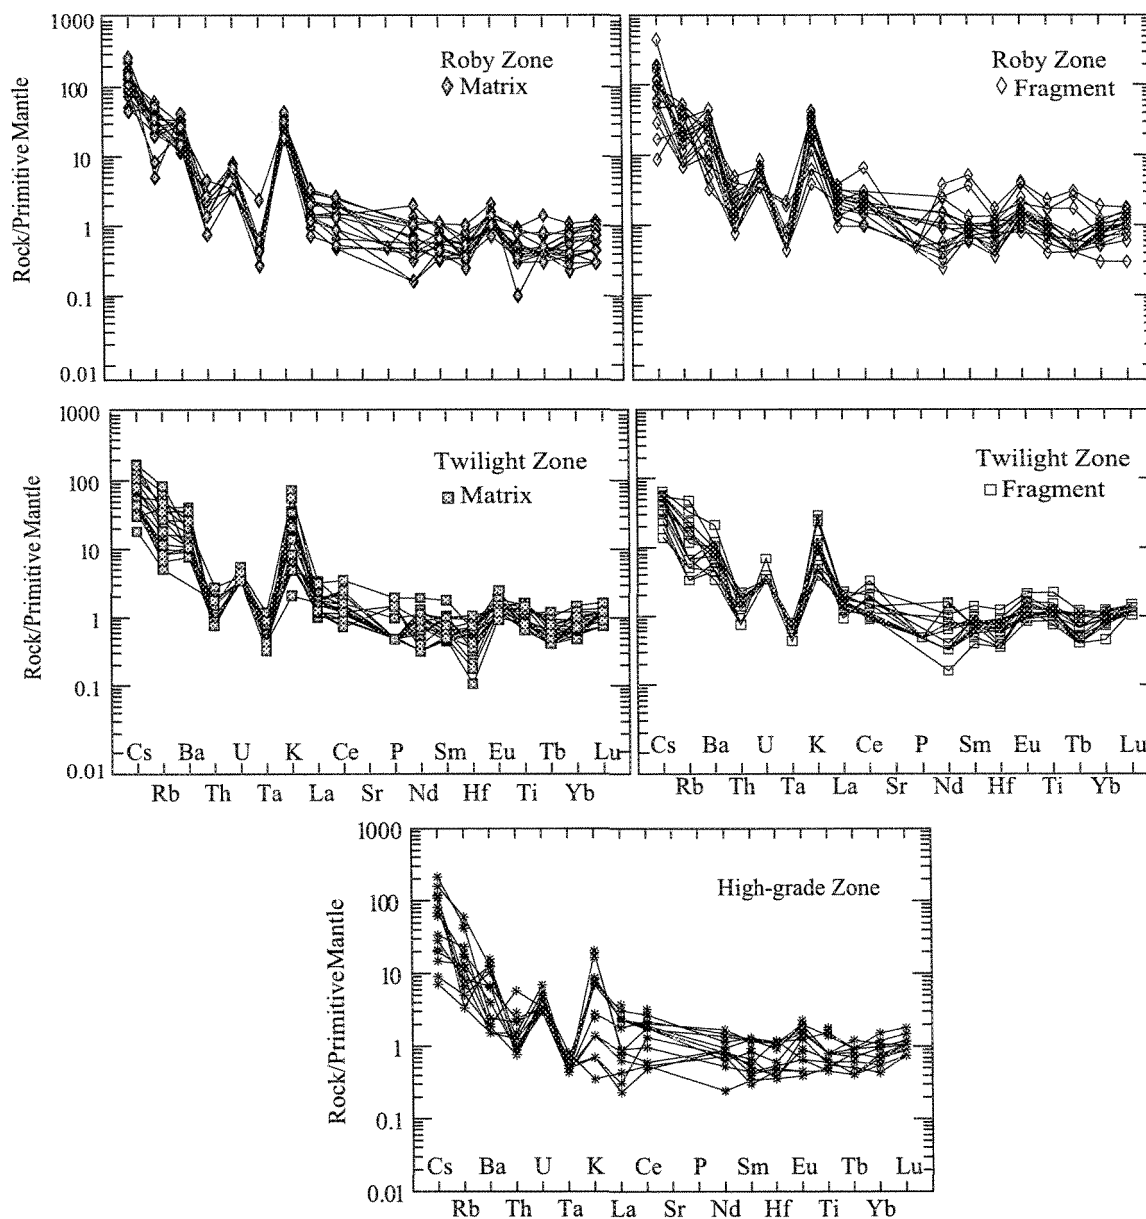 1000
100
10
1
0.1
0.01
Rock/Primitive Mantle
Roby Zone
Matrix
Roby Zone
Fragment
1000
100
10
1
0.1
0.01
Rock/Primitive Mantle
Twilight Zone
Matrix
Cs Ba U K Ce P Sm Eu Tb Lu
Rb Th Ta La Sr Nd Hf Ti Yb
Twilight Zone
Fragment
Cs Ba U K Ce P Sm Eu Tb Lu
Rb Th Ta La Sr Nd Hf Ti Yb
1000
100
10
1
0.1
0.01
Rock/Primitive Mantle
High-grade Zone
Cs Ba U K Ce P Sm Eu Tb Lu
Rb Th Ta La Sr Nd Hf Ti Yb